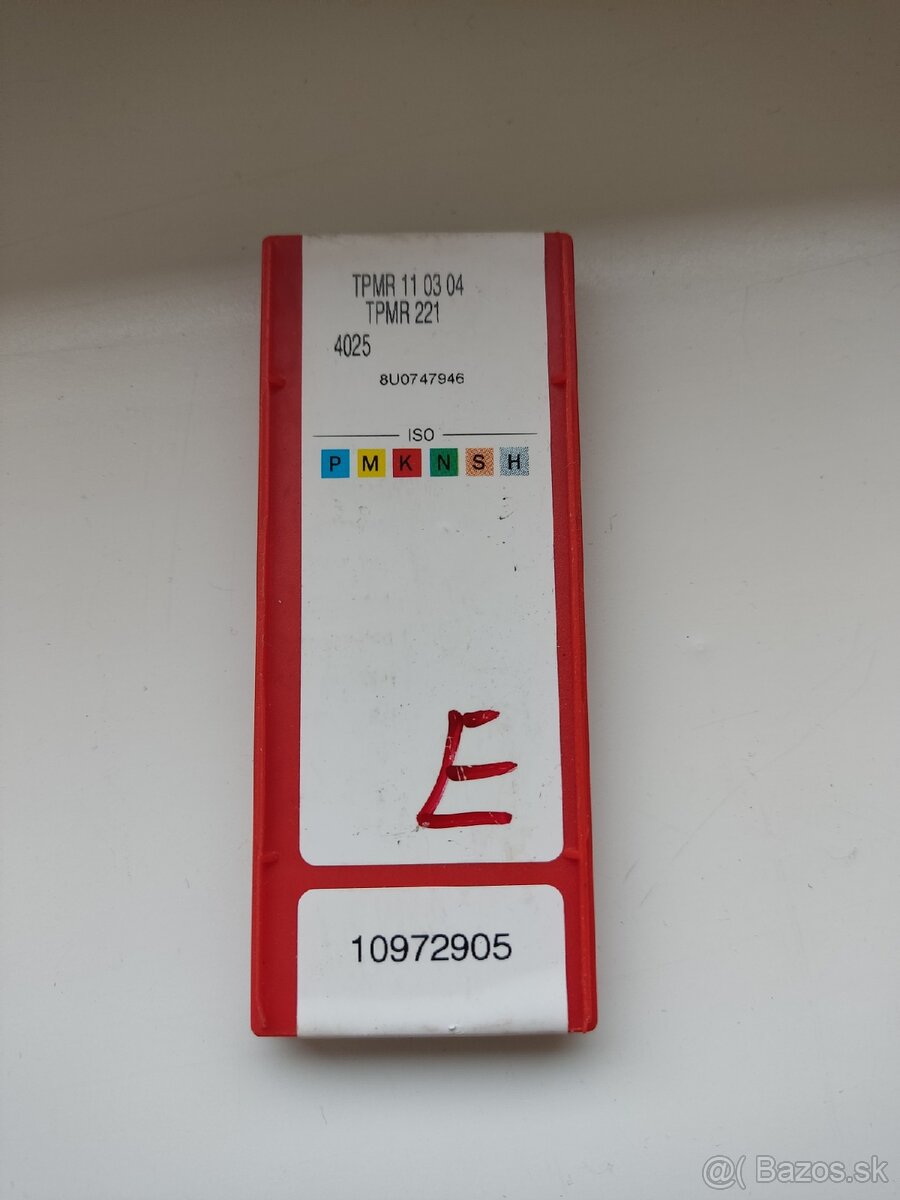 TPMR 11 03 04
TPMR 221
4025
8U0747946
ISO
P M K N S H
E
10972905
@( Bazos.sk